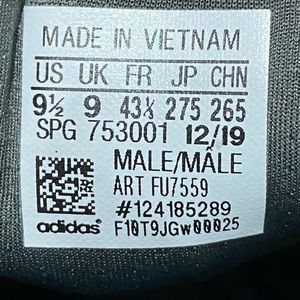 MADE IN VIETNAM
US UK FR JP CHN
9½ 9 43⅓ 275 265
SPG 753001 12/19
MALE/MÂLE
ART FU7559
#124185289
adidas® F10T9JGW00025